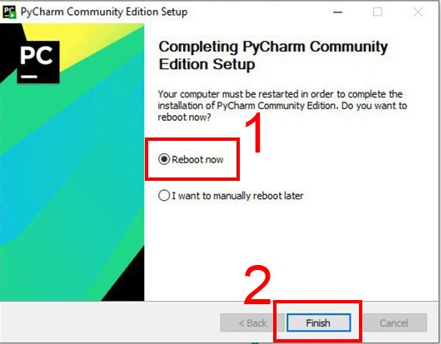 PyCharm Community Edition Setup
PC
Completing PyCharm Community
Edition Setup
Your computer must be restarted in order to complete the
installation of PyCharm Community Edition. Do you want to
reboot now?
1
Reboot now
I want to manually reboot later
2
< Back
Finish
Cancel